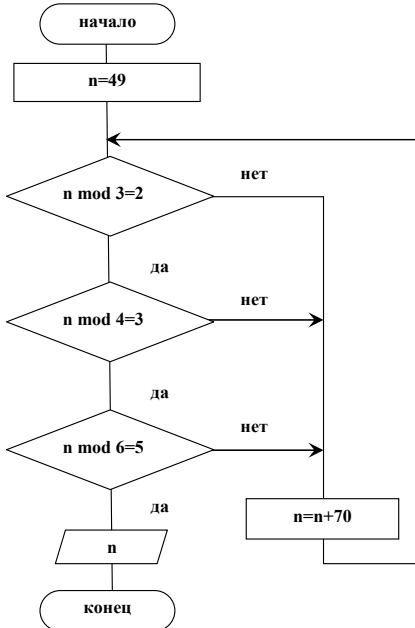 начало
n=49
n mod 3=2
нет
да
n mod 4=3
нет
да
n mod 6=5
нет
да
n
n=n+70
конец